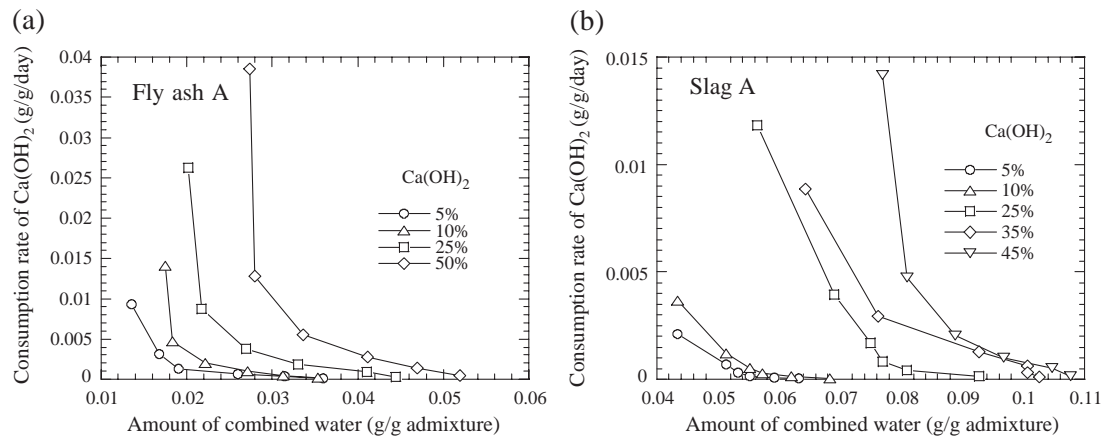 (a)
Consumption rate of Ca(OH)₂ (g/g/day)
0.04
0.035
0.03
0.025
0.02
0.015
0.01
0.005
0
Fly ash A
Ca(OH)₂
5%
10%
25%
50%
0.01 0.02 0.03 0.04 0.05 0.06
Amount of combined water (g/g admixture)
(b)
Consumption rate of Ca(OH)₂ (g/g/day)
0.015
0.01
0.005
0
Slag A
Ca(OH)₂
5%
10%
25%
35%
45%
0.04 0.05 0.06 0.07 0.08 0.09 0.1 0.11
Amount of combined water (g/g admixture)